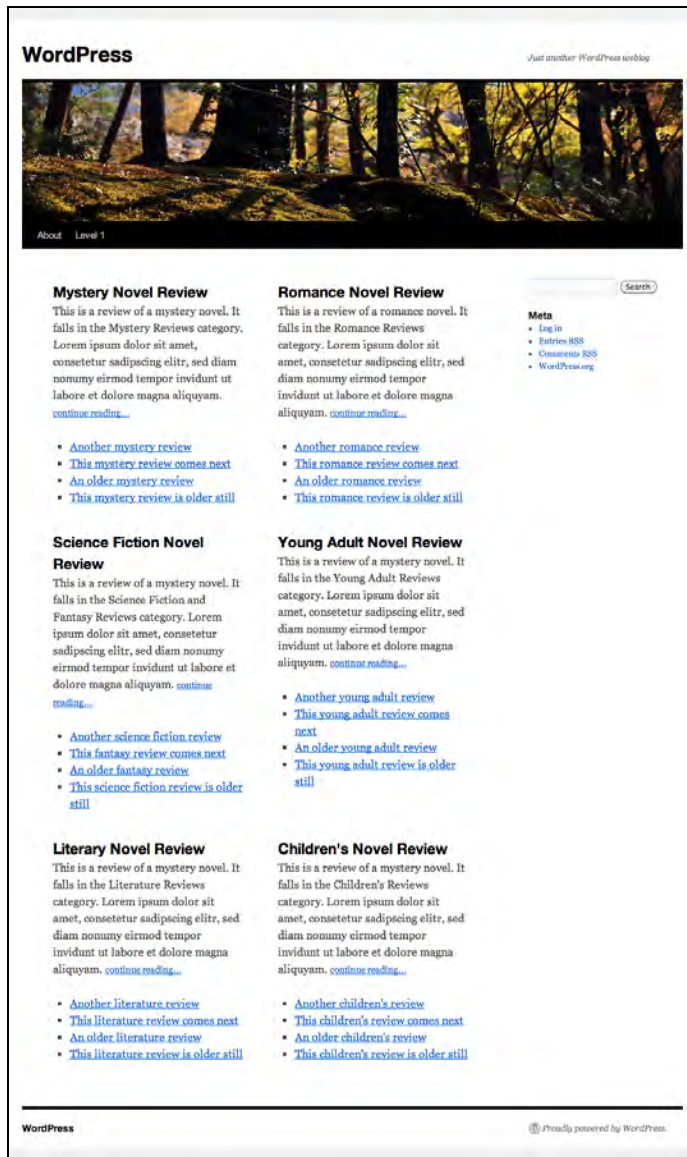 WordPress
Just another WordPress weblog
About Level 1
Mystery Novel Review
This is a review of a mystery novel. It
falls in the Mystery Reviews category.
Lorem ipsum dolor sit amet,
consetetur sadipscing elitr, sed diam
nonumy eirmod tempor invidunt ut
labore et dolore magna aliquyam.
continue reading...
Another mystery review
This mystery review comes next
An older mystery review
This mystery review is older still
Romance Novel Review
This is a review of a romance novel. It
falls in the Romance Reviews
category. Lorem ipsum dolor sit
amet, consetetur sadipscing elitr, sed
diam nonumy eirmod tempor
invidunt ut labore et dolore magna
aliquyam. continue reading...
Another romance review
This romance review comes next
An older romance review
This romance review is older still
Search
Meta
Log in
Entries RSS
Comments RSS
WordPress.org
Science Fiction Novel
Review
This is a review of a mystery novel. It
falls in the Science Fiction and
Fantasy Reviews category. Lorem
ipsum dolor sit amet, consetetur
sadipscing elitr, sed diam nonumy
eirmod tempor invidunt ut labore et
dolore magna aliquyam. continue
reading...
Another science fiction review
This fantasy review comes next
An older fantasy review
This science fiction review is older
still
Young Adult Novel Review
This is a review of a mystery novel. It
falls in the Young Adult Reviews
category. Lorem ipsum dolor sit
amet, consetetur sadipscing elitr, sed
diam nonumy eirmod tempor
invidunt ut labore et dolore magna
aliquyam. continue reading...
Another young adult review
This young adult review comes
next
An older young adult review
This young adult review is older
still
Literary Novel Review
This is a review of a mystery novel. It
falls in the Literature Reviews
category. Lorem ipsum dolor sit
amet, consetetur sadipscing elitr, sed
diam nonumy eirmod tempor
invidunt ut labore et dolore magna
aliquyam. continue reading...
Another literature review
This literature review comes next
An older literature review
This literature review is older still
Children's Novel Review
This is a review of a mystery novel. It
falls in the Children's Reviews
category. Lorem ipsum dolor sit
amet, consetetur sadipscing elitr, sed
diam nonumy eirmod tempor
invidunt ut labore et dolore magna
aliquyam. continue reading...
Another children's review
This children's review comes next
An older children's review
This children's review is older still
WordPress
Proudly powered by WordPress.